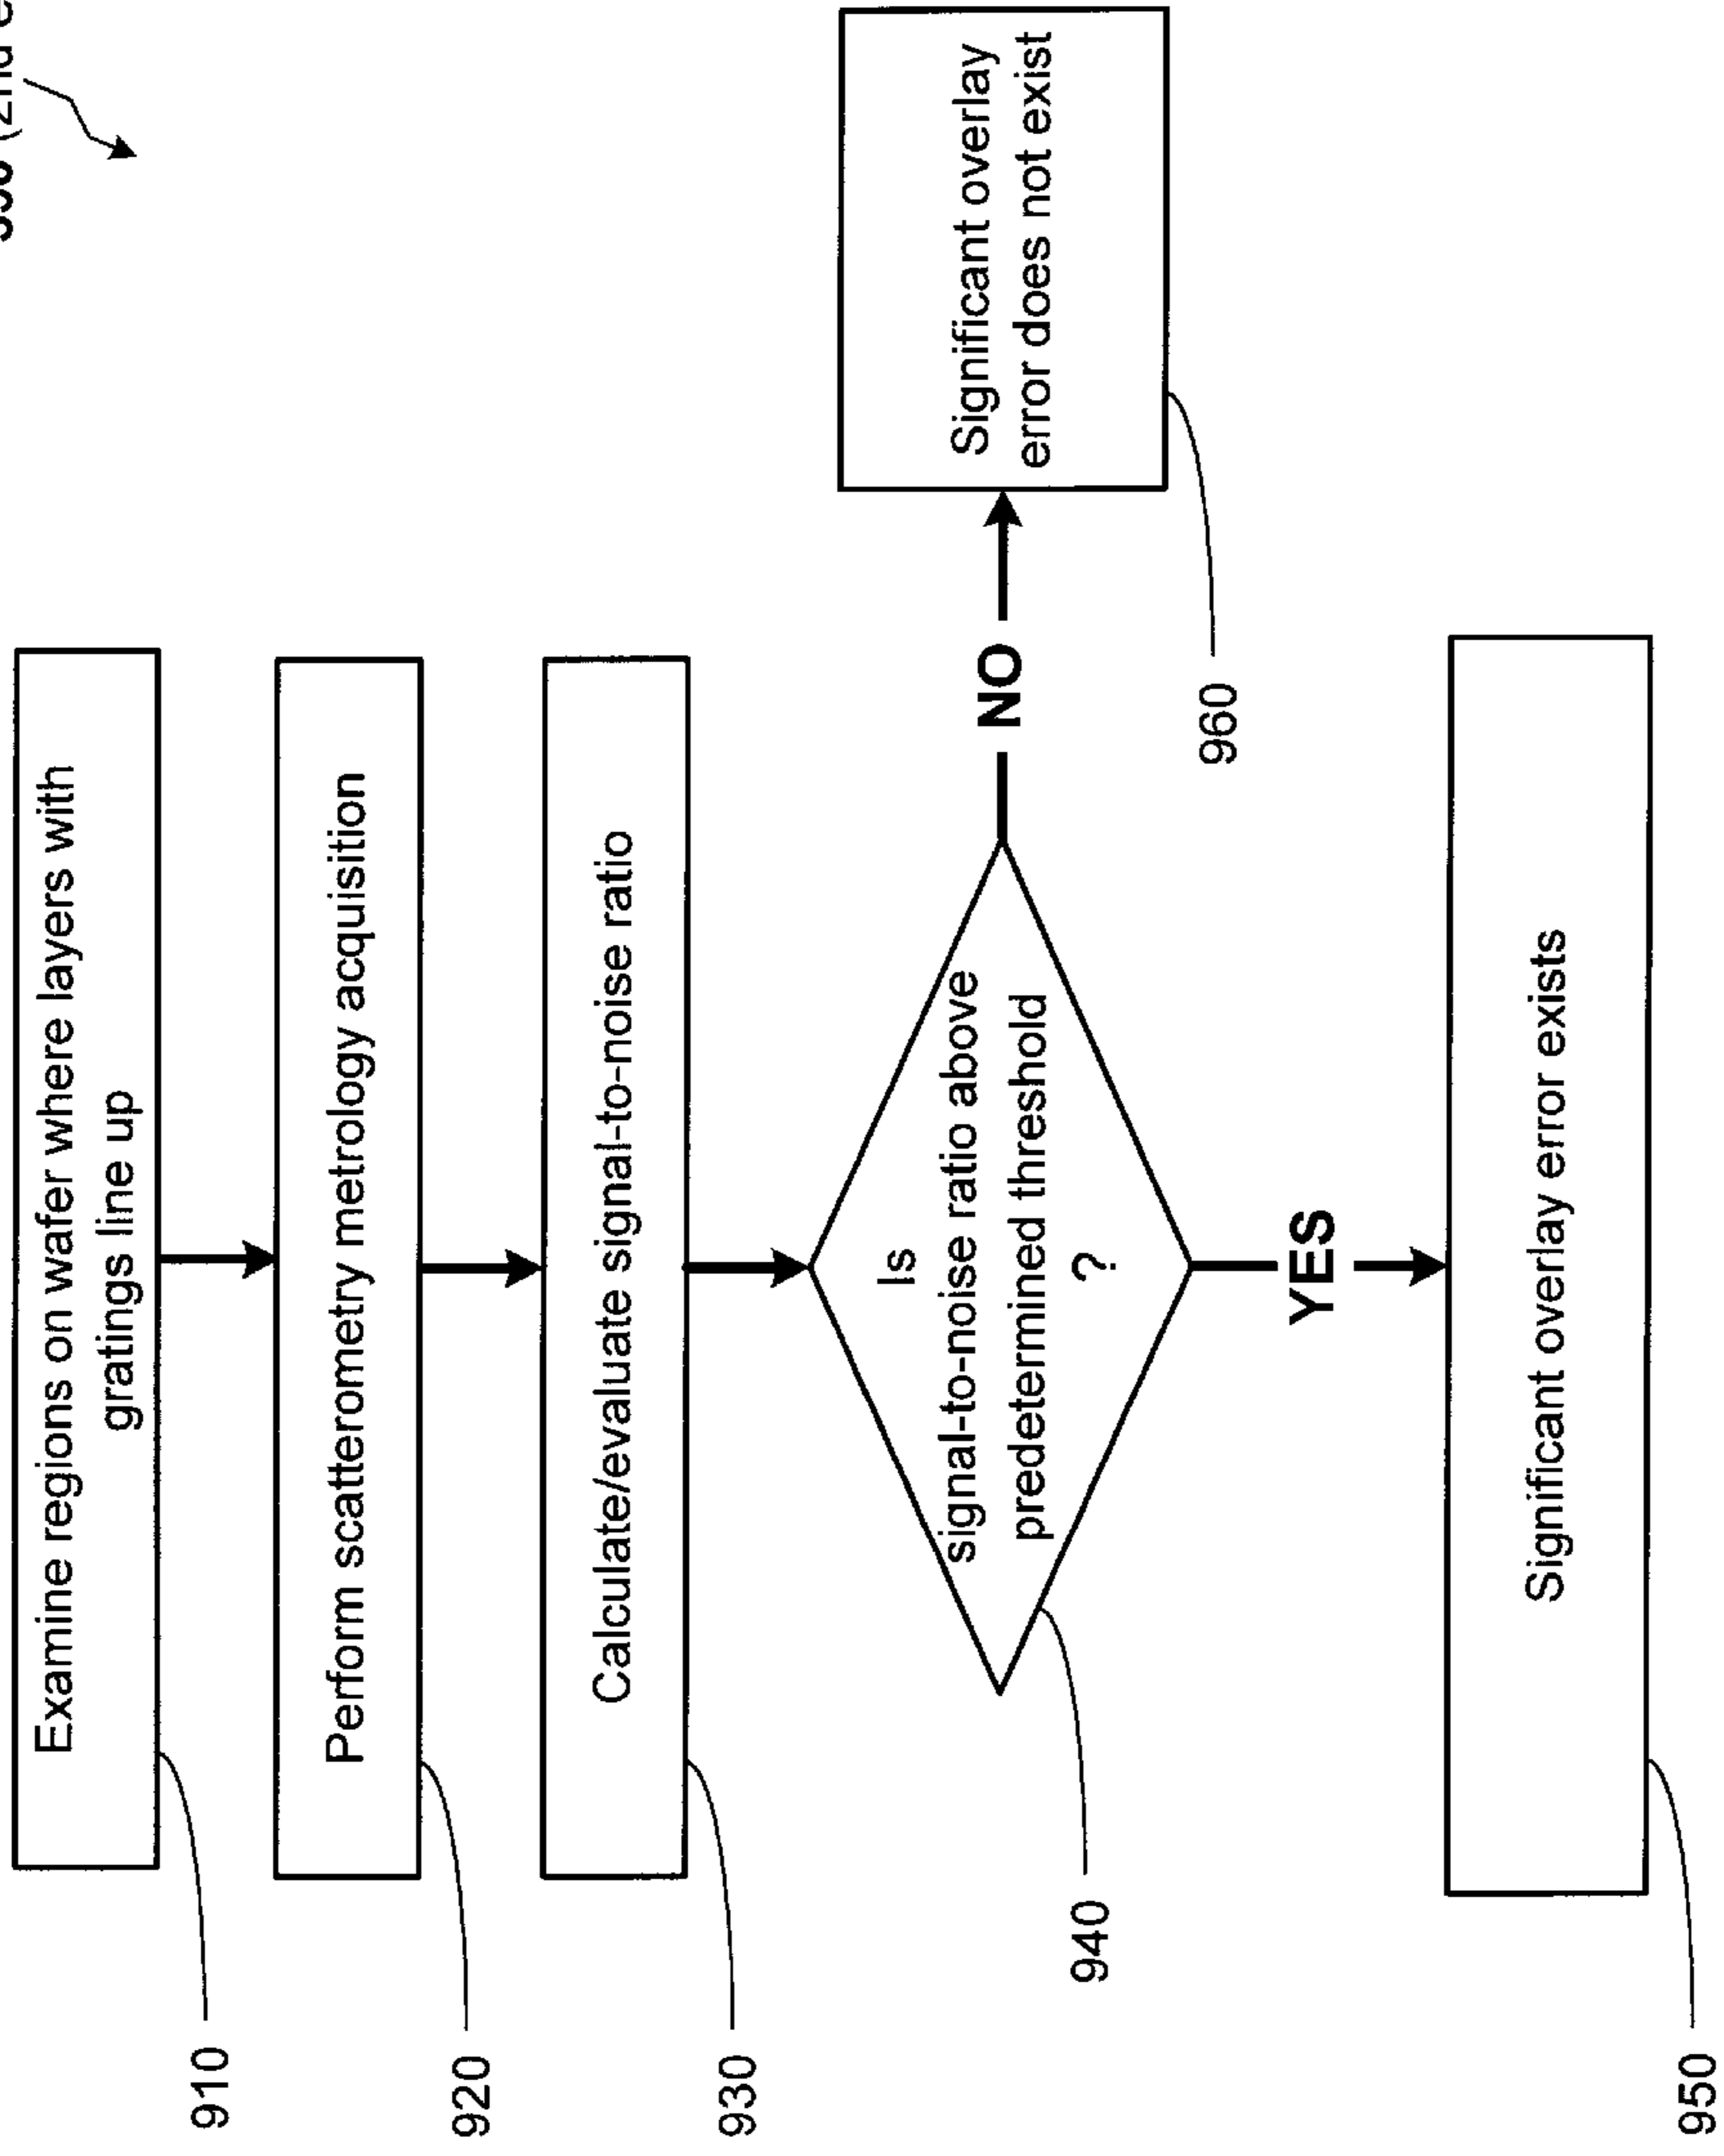 (2nd
Examine regions on wafer where layers with
gratings line up
910
Perform scatterometry metrology acquisition
920
Calculate/evaluate signal-to-noise ratio
930
Is
signal-to-noise ratio above
predetermined threshold
?
940
NO
Significant overlay
error does not exist
960
YES
Significant overlay error exists
950